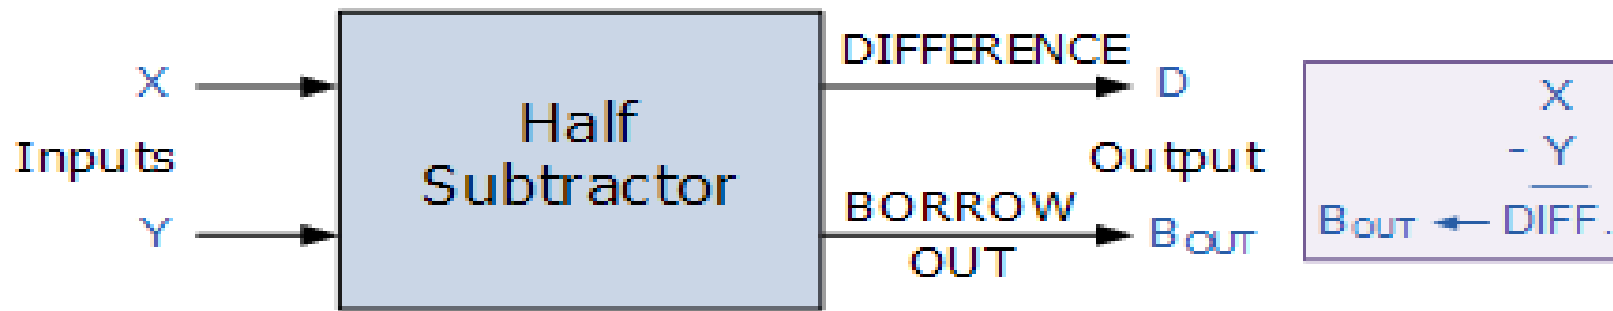 X
Inputs
Y
Half
Subtractor
DIFFERENCE
D
Output
BORROW
OUT
BOUT
X
- Y
BOUT ← DIFF.